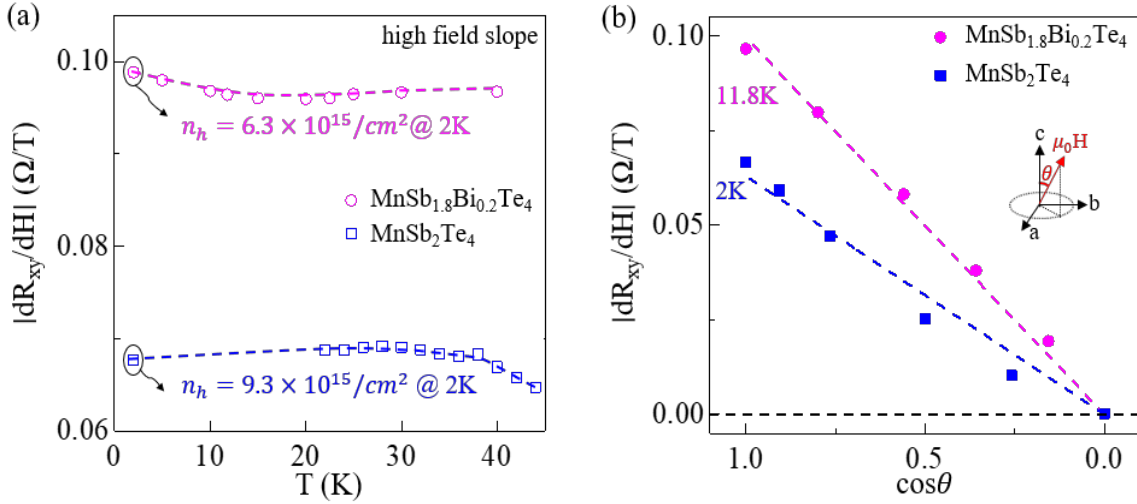 (a)
high field slope
0.10
0.08
0.06
|dR_xy/dH| (Ω/T)
n_h = 6.3 × 10^15/cm^2@ 2K
MnSb_1.8Bi_0.2Te_4
MnSb_2Te_4
n_h = 9.3 × 10^15/cm^2 @ 2K
0
10
20
30
40
T (K)
(b)
0.10
0.05
0.00
|dR_xy/dH| (Ω/T)
MnSb_1.8Bi_0.2Te_4
MnSb_2Te_4
11.8K
2K
c
μ_0H
θ
b
a
1.0
0.5
0.0
cosθ